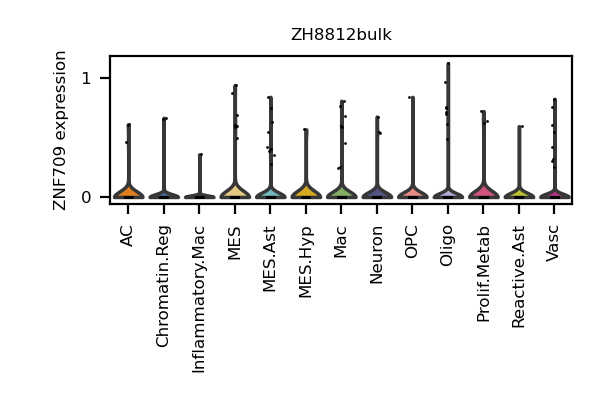 ZH8812bulk
ZNF709 expression
1
0
AC
Chromatin.Reg
Inflammatory.Mac
MES
MES.Ast
MES.Hyp
Mac
Neuron
OPC
Oligo
Prolif.Metab
Reactive.Ast
Vasc